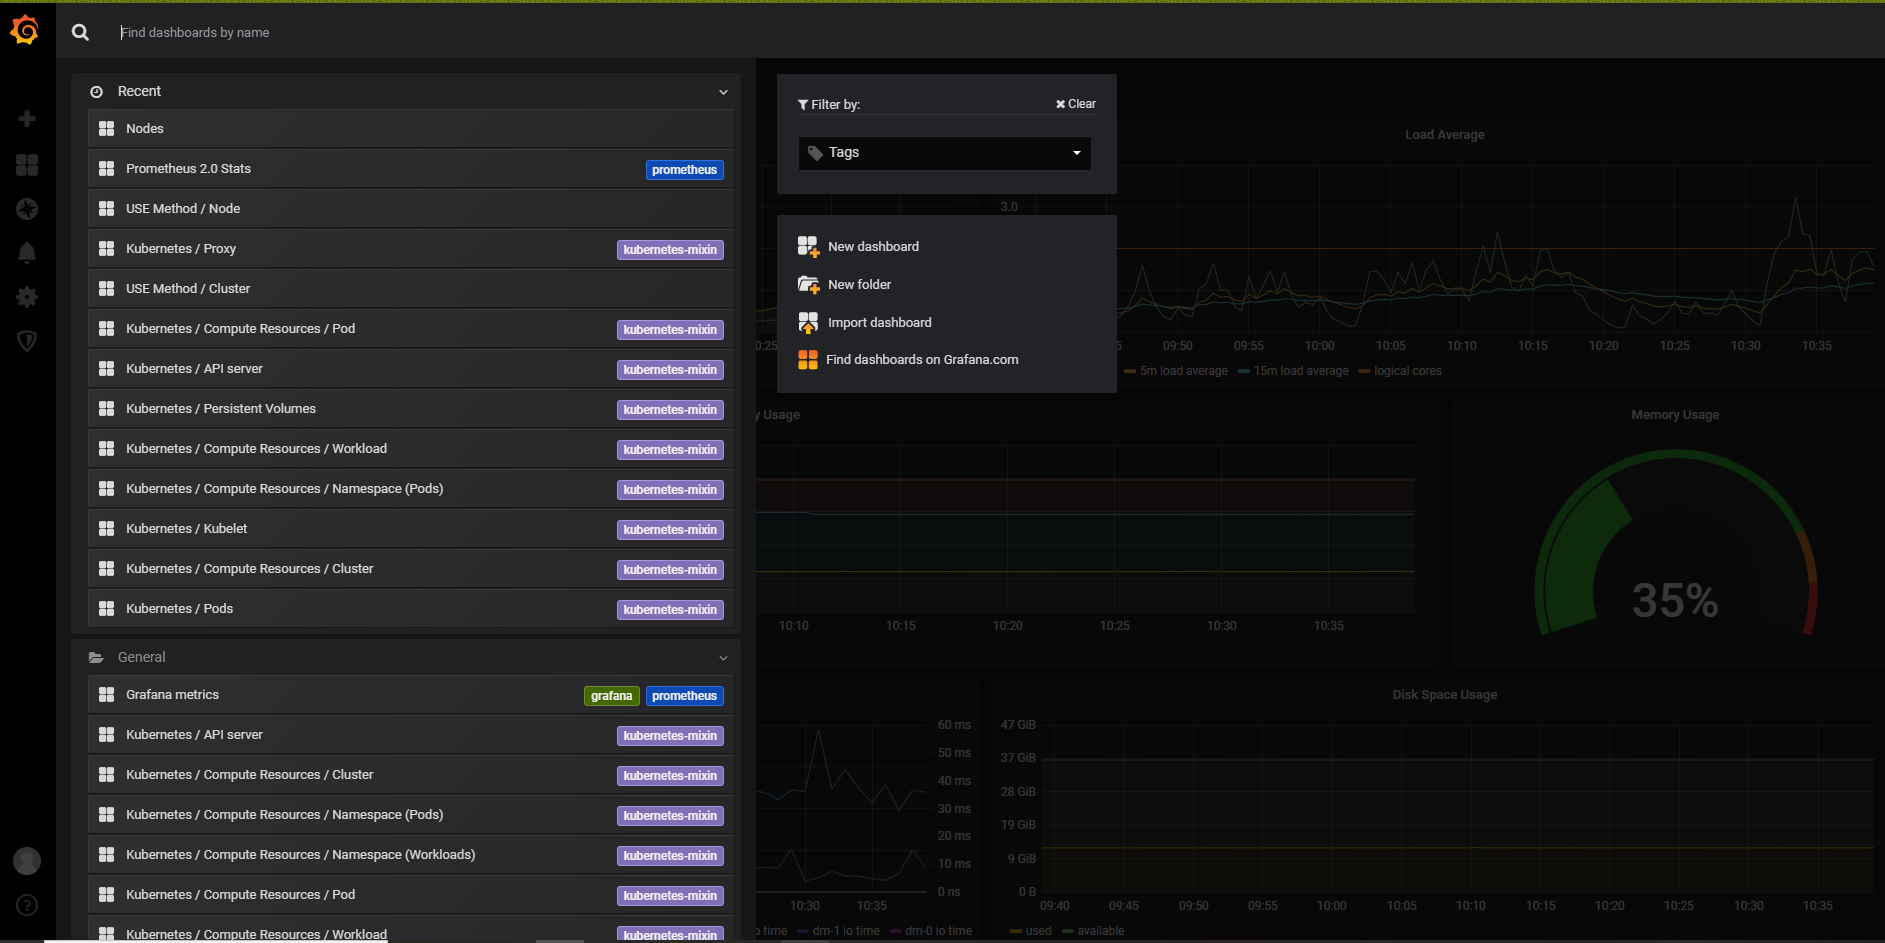 Find dashboards by name
Recent
Nodes
Prometheus 2.0 Stats prometheus
USE Method / Node
Kubernetes / Proxy kubernetes-mixin
USE Method / Cluster
Kubernetes / Compute Resources / Pod kubernetes-mixin
Kubernetes / API server kubernetes-mixin
Kubernetes / Persistent Volumes kubernetes-mixin
Kubernetes / Compute Resources / Workload kubernetes-mixin
Kubernetes / Compute Resources / Namespace (Pods) kubernetes-mixin
Kubernetes / Kubelet kubernetes-mixin
Kubernetes / Compute Resources / Cluster kubernetes-mixin
Kubernetes / Pods kubernetes-mixin
General
Grafana metrics grafana prometheus
Kubernetes / API server kubernetes-mixin
Kubernetes / Compute Resources / Cluster kubernetes-mixin
Kubernetes / Compute Resources / Namespace (Pods) kubernetes-mixin
Kubernetes / Compute Resources / Namespace (Workloads) kubernetes-mixin
Kubernetes / Compute Resources / Pod kubernetes-mixin
Kubernetes / Compute Resources / Workload kubernetes-mixin
Filter by: Clear
Tags
New dashboard
New folder
Import dashboard
Find dashboards on Grafana.com
Load Average
3.0
0:25 5 09:50 09:55 10:00 10:05 10:10 10:15 10:20 10:25 10:30 10:35
5m load average 15m load average logical cores
y Usage
10:10 10:15 10:20 10:25 10:30 10:35
Memory Usage
35%
60 ms
50 ms
40 ms
30 ms
20 ms
10 ms
0 ns
10:30 10:35
o time dm-1 io time dm-0 io time
Disk Space Usage
47 GiB
37 GiB
28 GiB
19 GiB
9 GiB
0 B
09:40 09:45 09:50 09:55 10:00 10:05 10:10 10:15 10:20 10:25 10:30 10:35
used available